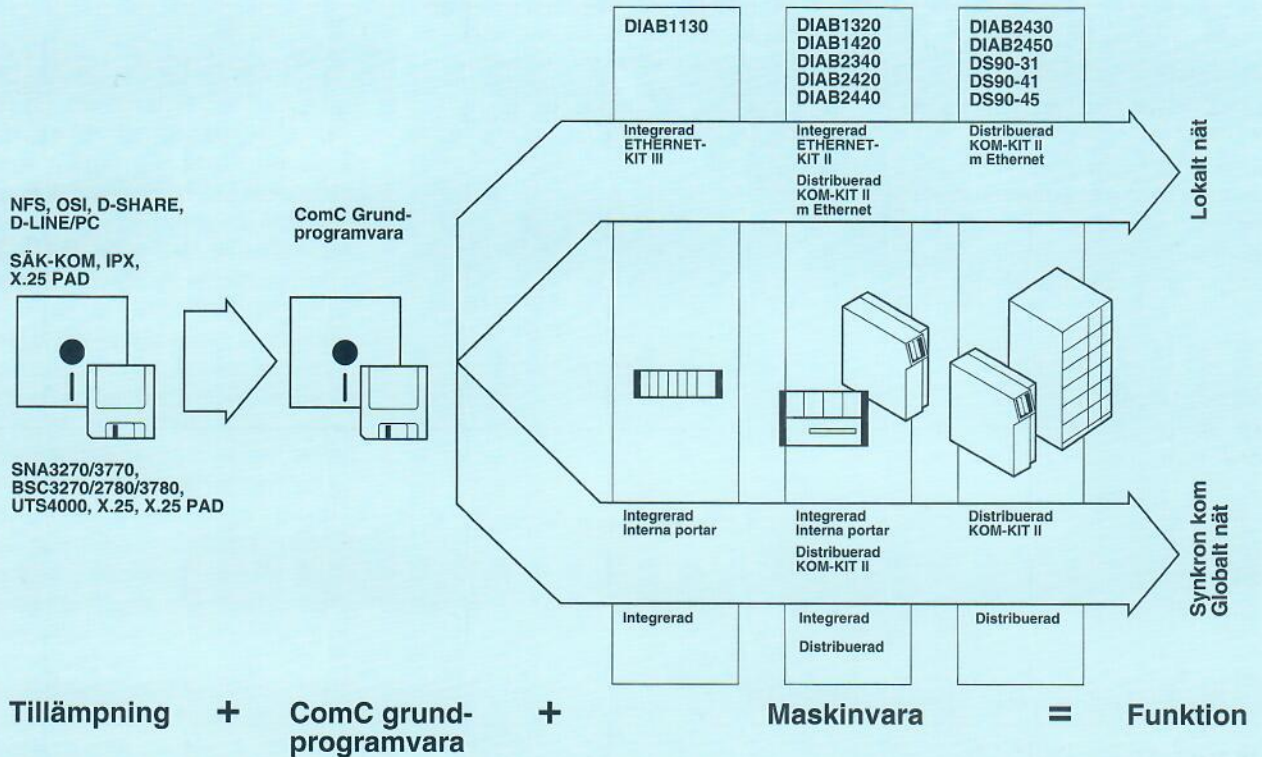 DIAB1130
DIAB1320
DIAB1420
DIAB2340
DIAB2420
DIAB2440
DIAB2430
DIAB2450
DS90-31
DS90-41
DS90-45
Integrerad
ETHERNET-
KIT III
Integrerad
ETHERNET-
KIT II
Distribuerad
KOM-KIT II
m Ethernet
Distribuerad
KOM-KIT II
m Ethernet
Lokalt nät
NFS, OSI, D-SHARE,
D-LINE/PC
SÄK-KOM, IPX,
X.25 PAD
ComC Grund-
programvara
SNA3270/3770,
BSC3270/2780/3780,
UTS4000, X.25, X.25 PAD
Integrerad
Interna portar
Integrerad
Interna portar
Distribuerad
KOM-KIT II
Distribuerad
KOM-KIT II
Synkron kom
Globalt nät
Integrerad
Integrerad
Distribuerad
Distribuerad
Tillämpning + ComC grund-
programvara + Maskinvara = Funktion